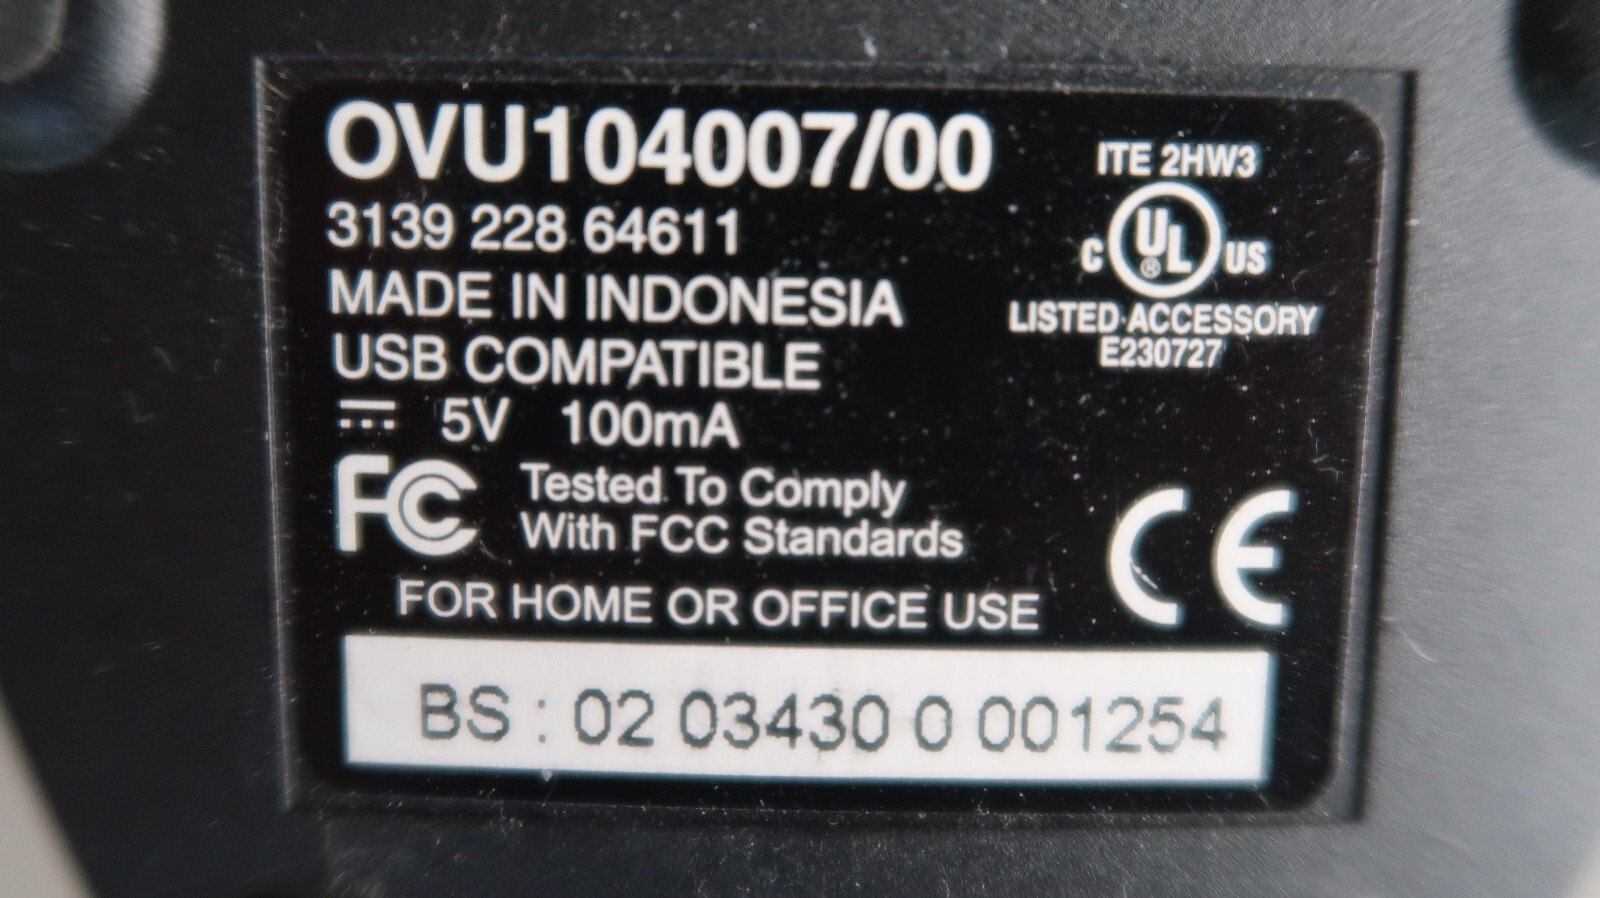 OVU104007/00
3139 228 64611
MADE IN INDONESIA
USB COMPATIBLE
5V 100mA
FC Tested To Comply
With FCC Standards
FOR HOME OR OFFICE USE
ITE 2HW3
C UL ® US
LISTED ACCESSORY
E230727
CE
BS : 02 03430 0 001254